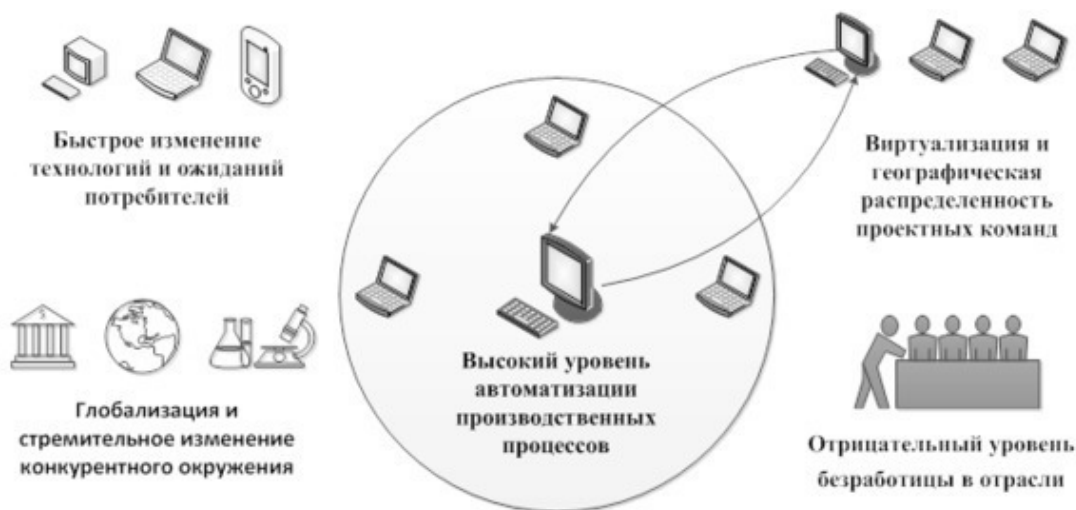 Быстрое изменение
технологий и ожиданий
потребителей
Виртуализация и
географическая
распределенность
проектных команд
Глобализация и
стремительное изменение
конкурентного окружения
Высокий уровень
автоматизации
производственных
процессов
Отрицательный уровень
безработицы в отрасли